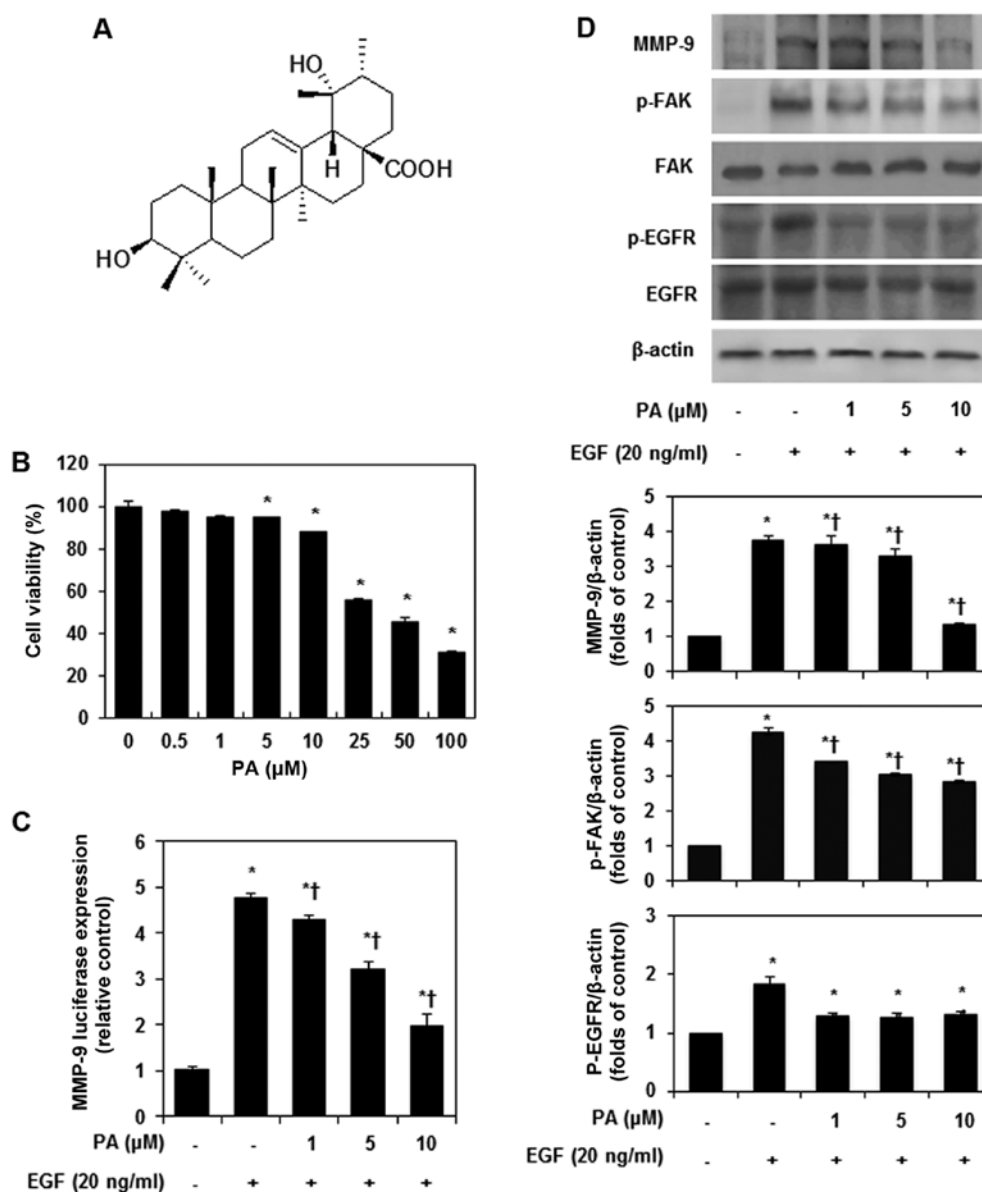 A
HO
H
COOH
HO
B
Cell viability (%)
120
100
80
60
40
20
0
0 0.5 1 5 10 25 50 100
PA (µM)
* * * * *
C
MMP-9 luciferase expression
(relative control)
6
5
4
3
2
1
0
* *† *† *†
PA (µM) - - 1 5 10
EGF (20 ng/ml) - + + + +
D
MMP-9
p-FAK
FAK
p-EGFR
EGFR
β-actin
PA (µM) - - 1 5 10
EGF (20 ng/ml) - + + + +
MMP-9/β-actin
(folds of control)
5
4
3
2
1
0
* *† *† *†
p-FAK/β-actin
(folds of control)
5
4
3
2
1
0
* *† *† *†
P-EGFR/β-actin
(folds of control)
3
2
1
0
* * * *
PA (µM) - - 1 5 10
EGF (20 ng/ml) - + + + +